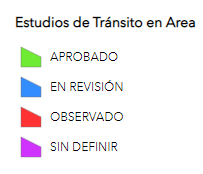 Estudios de Tránsito en Area
APROBADO
EN REVISIÓN
OBSERVADO
SIN DEFINIR